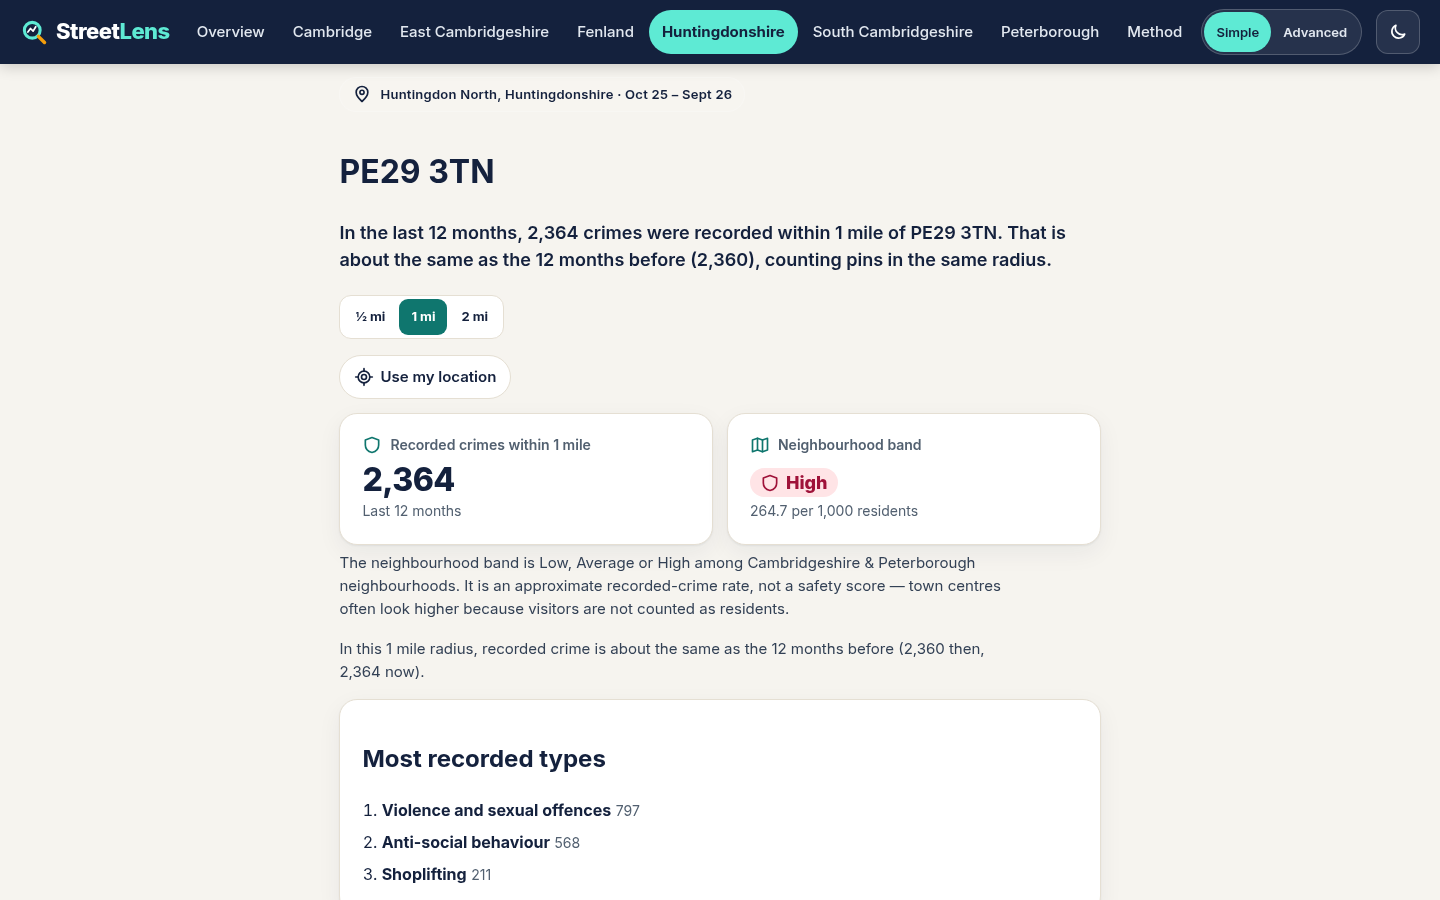 StreetLens Overview Cambridge East Cambridgeshire Fenland Huntingdonshire South Cambridgeshire Peterborough Method Simple Advanced
Huntingdon North, Huntingdonshire · Oct 25 – Sept 26
PE29 3TN
In the last 12 months, 2,364 crimes were recorded within 1 mile of PE29 3TN. That is
about the same as the 12 months before (2,360), counting pins in the same radius.
½ mi 1 mi 2 mi
Use my location
Recorded crimes within 1 mile
2,364
Last 12 months
Neighbourhood band
High
264.7 per 1,000 residents
The neighbourhood band is Low, Average or High among Cambridgeshire & Peterborough
neighbourhoods. It is an approximate recorded-crime rate, not a safety score — town centres
often look higher because visitors are not counted as residents.
In this 1 mile radius, recorded crime is about the same as the 12 months before (2,360 then,
2,364 now).
Most recorded types
1. Violence and sexual offences 797
2. Anti-social behaviour 568
3. Shoplifting 211